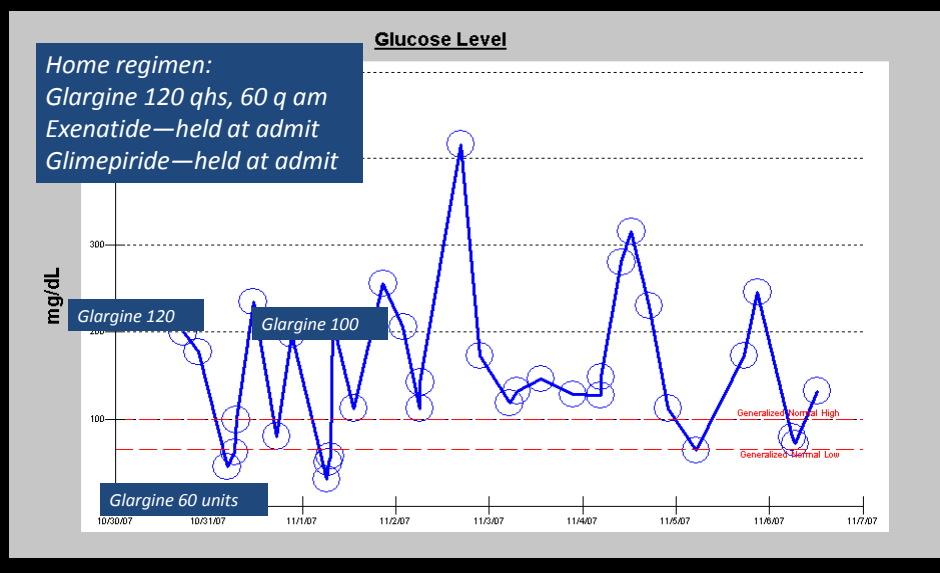 Glucose Level
Home regimen:
Glargine 120 qhs, 60 q am
Exenatide—held at admit
Glimepiride—held at admit
mg/dL
300
Glargine 120
Glargine 100
200
100
Generalized Normal High
Generalized Normal Low
Glargine 60 units
10/30/07 10/31/07 11/1/07 11/2/07 11/3/07 11/4/07 11/5/07 11/6/07 11/7/07